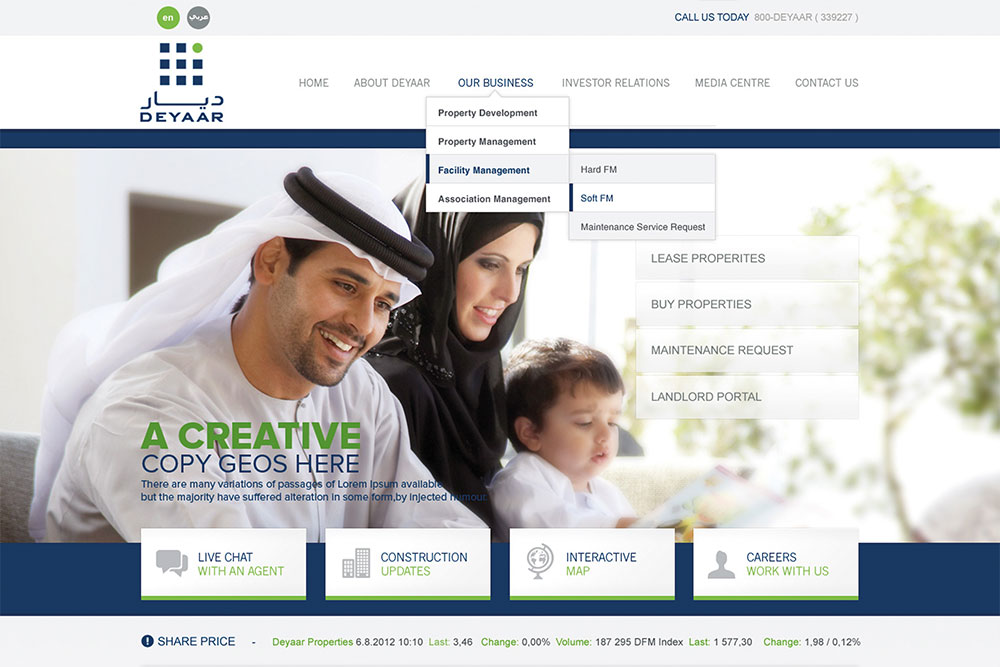 en عربي
CALL US TODAY 800-DEYAAR ( 339227 )
ديار
DEYAAR
HOME ABOUT DEYAAR OUR BUSINESS INVESTOR RELATIONS MEDIA CENTRE CONTACT US
Property Development
Property Management
Facility Management
Association Management
Hard FM
Soft FM
Maintenance Service Request
LEASE PROPERITES
BUY PROPERTIES
MAINTENANCE REQUEST
LANDLORD PORTAL
A CREATIVE
COPY GEOS HERE
There are many variations of passages of Lorem Ipsum available,
but the majority have suffered alteration in some form,by injected humour.
LIVE CHAT
WITH AN AGENT
CONSTRUCTION
UPDATES
INTERACTIVE
MAP
CAREERS
WORK WITH US
SHARE PRICE - Deyaar Properties 6.8.2012 10:10 Last: 3,46 Change: 0,00% Volume: 187 295 DFM Index Last: 1 577,30 Change: 1,98 / 0,12%